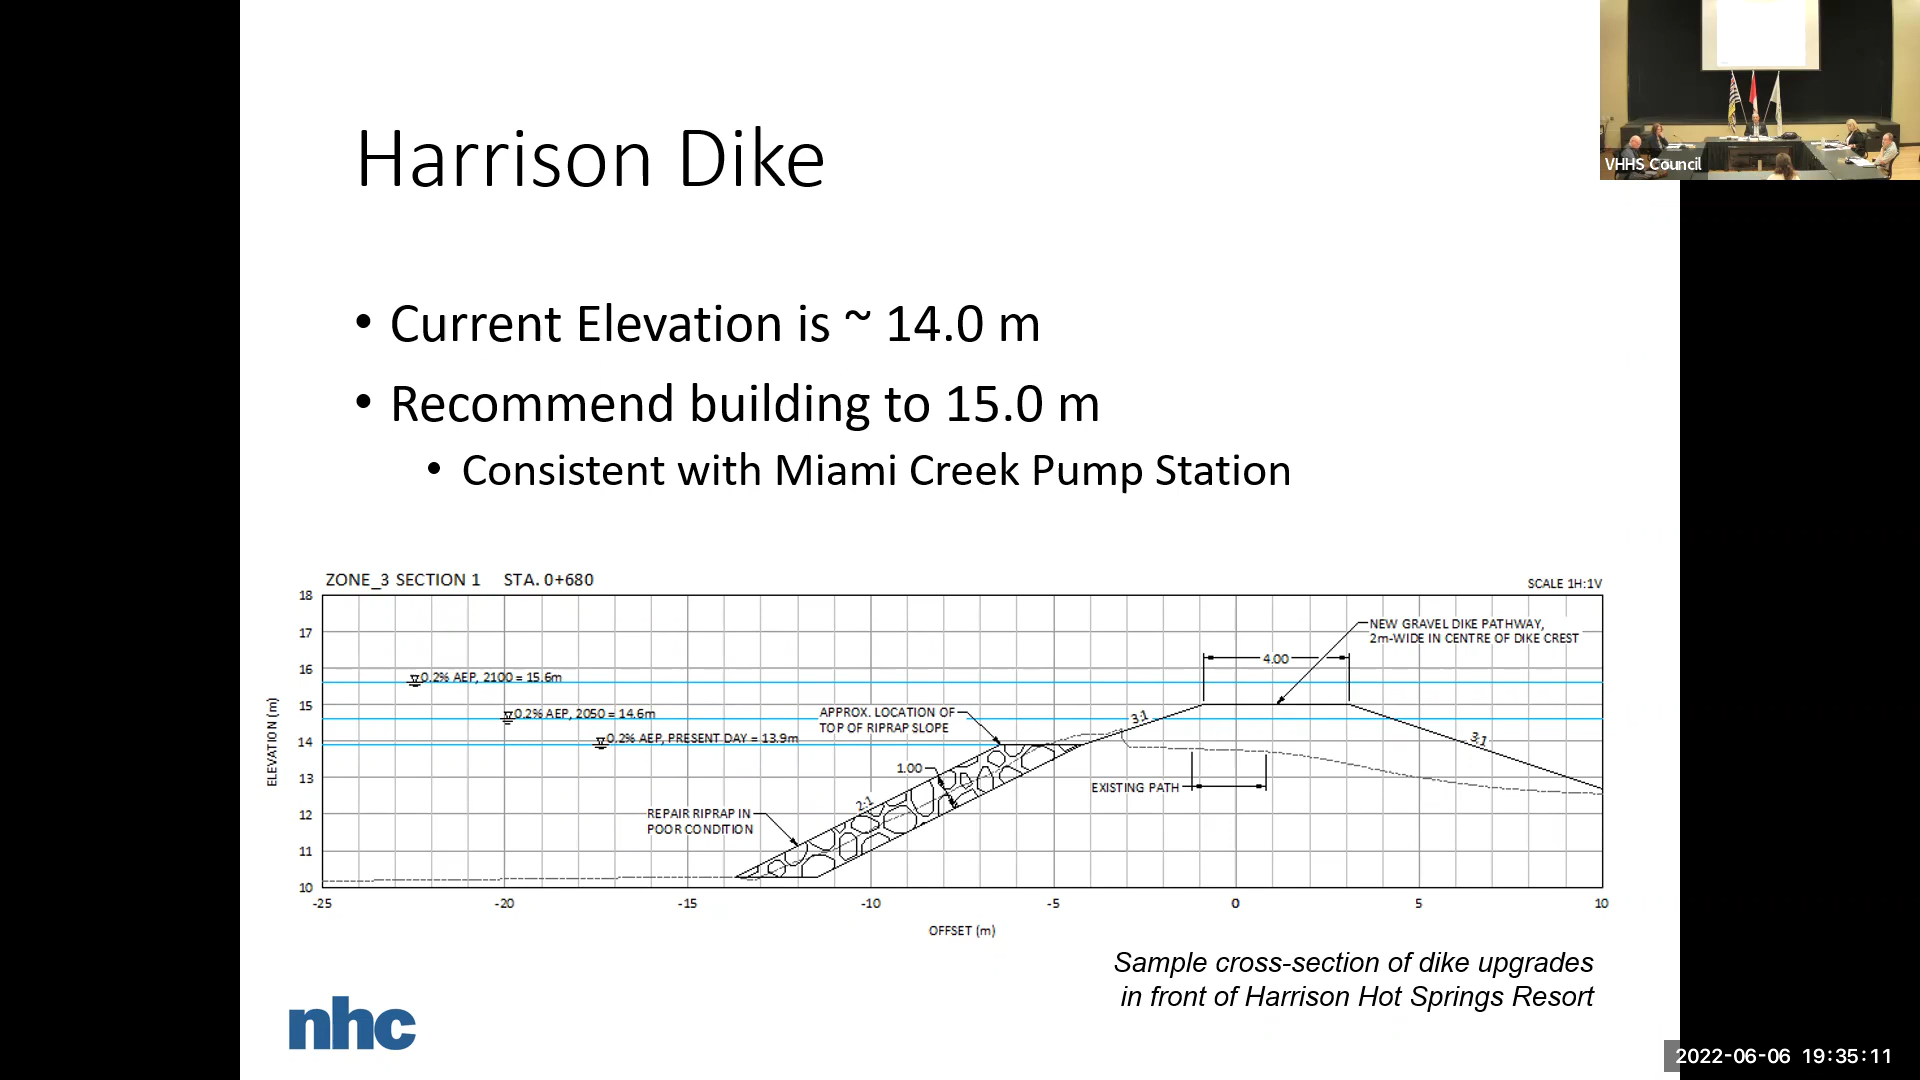 VHHS Council
Harrison Dike
• Current Elevation is ~ 14.0 m
• Recommend building to 15.0 m
• Consistent with Miami Creek Pump Station
ZONE_3 SECTION 1 STA. 0+680
SCALE 1H:1V
18
17
16
15
14
13
12
11
10
ELEVATION (m)
0.2% AEP, 2100 = 15.6m
0.2% AEP, 2050 = 14.6m
0.2% AEP, PRESENT DAY = 13.9m
APPROX. LOCATION OF
TOP OF RIPRAP SLOPE
NEW GRAVEL DIKE PATHWAY,
2m-WIDE IN CENTRE OF DIKE CREST
4.00
3:1
3:1
1.00
2:1
EXISTING PATH
REPAIR RIPRAP IN
POOR CONDITION
-25 -20 -15 -10 -5 0 5 10
OFFSET (m)
Sample cross-section of dike upgrades
in front of Harrison Hot Springs Resort
nhc
2022-06-06 19:35:11